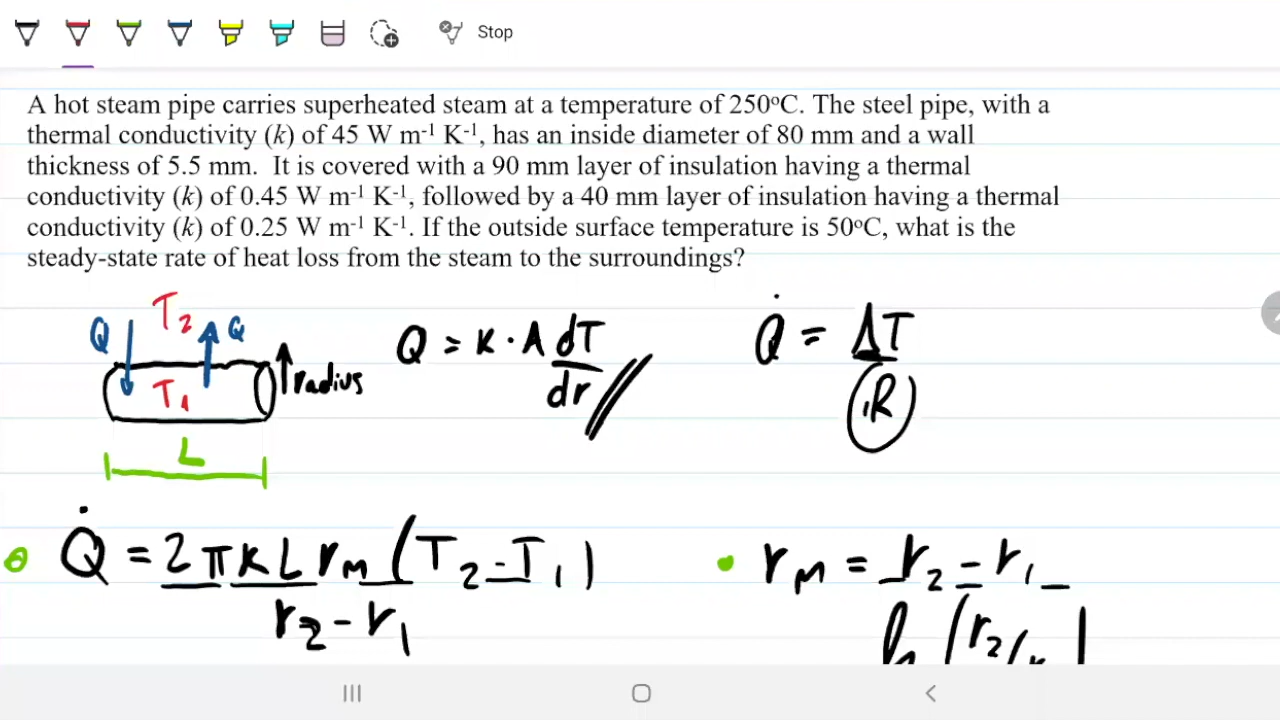 Stop
A hot steam pipe carries superheated steam at a temperature of 250°C. The steel pipe, with a
thermal conductivity (k) of 45 W m⁻¹ K⁻¹, has an inside diameter of 80 mm and a wall
thickness of 5.5 mm. It is covered with a 90 mm layer of insulation having a thermal
conductivity (k) of 0.45 W m⁻¹ K⁻¹, followed by a 40 mm layer of insulation having a thermal
conductivity (k) of 0.25 W m⁻¹ K⁻¹. If the outside surface temperature is 50°C, what is the
steady-state rate of heat loss from the steam to the surroundings?
Q T₂ Q
T₁ radius
L
Q = K · A dT/dr
Q̇ = ΔT/R
Q̇ = 2πKL rM (T₂ - T₁) / r₂ - r₁
rM = r₂ - r₁ /